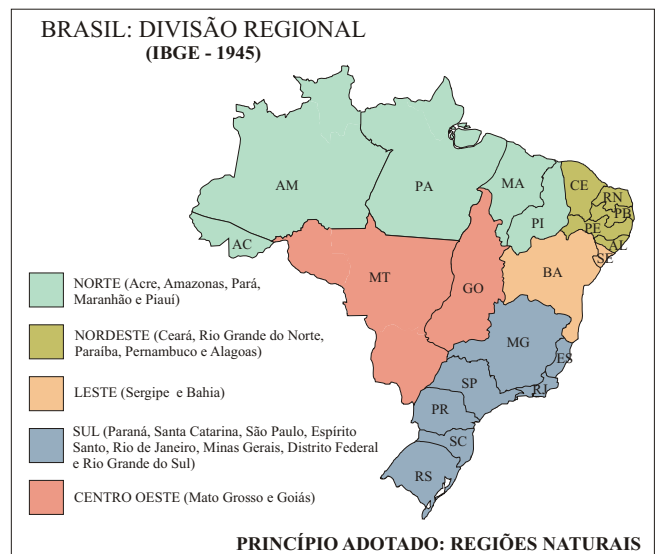 BRASIL: DIVISÃO REGIONAL
(IBGE - 1945)
AM
PA
MA
CE
RN
PB
PE
PI
AL
SE
AC
MT
BA
GO
MG
ES
SP
RJ
PR
SC
RS
NORTE (Acre, Amazonas, Pará,
Maranhão e Piauí)
NORDESTE (Ceará, Rio Grande do Norte,
Paraíba, Pernambuco e Alagoas)
LESTE (Sergipe e Bahia)
SUL (Paraná, Santa Catarina, São Paulo, Espírito
Santo, Rio de Janeiro, Minas Gerais, Distrito Federal
e Rio Grande do Sul)
CENTRO OESTE (Mato Grosso e Goiás)
PRINCÍPIO ADOTADO: REGIÕES NATURAIS